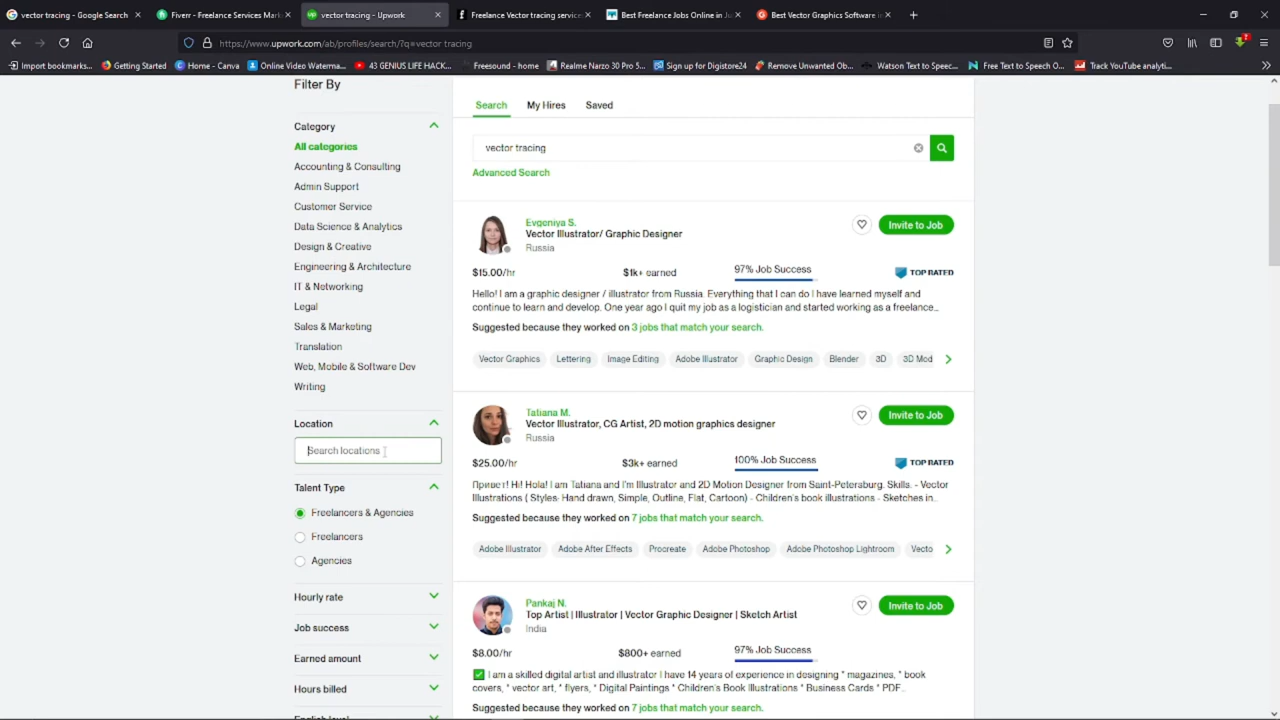 vector tracing - Google Search
Fiverr - Freelance Services Mark
vector tracing - Upwork
Freelance Vector tracing services
Best Freelance Jobs Online in Ju
Best Vector Graphics Software in
https://www.upwork.com/ab/profiles/search/?q=vector tracing
Import bookmarks...
Getting Started
Home - Canva
Online Video Waterma...
43 GENIUS LIFE HACK...
Freesound - home
Realme Narzo 30 Pro 5...
Sign up for Digistore24
Remove Unwanted Ob...
Watson Text to Speec...
Free Text to Speech O...
Track YouTube analyti...
Filter By
Category
All categories
Accounting & Consulting
Admin Support
Customer Service
Data Science & Analytics
Design & Creative
Engineering & Architecture
IT & Networking
Legal
Sales & Marketing
Translation
Web, Mobile & Software Dev
Writing
Location
Search locations
Talent Type
Freelancers & Agencies
Freelancers
Agencies
Hourly rate
Job success
Earned amount
Hours billed
English level
Search My Hires Saved
vector tracing
Advanced Search
Evgeniya S.
Vector Illustrator/ Graphic Designer
Russia
Invite to Job
$15.00/hr $1k+ earned 97% Job Success TOP RATED
Hello! I am a graphic designer / illustrator from Russia. Everything that I can do I have learned myself and
continue to learn and develop. One year ago I quit my job as a logistician and started working as a freelance...
Suggested because they worked on 3 jobs that match your search.
Vector Graphics Lettering Image Editing Adobe Illustrator Graphic Design Blender 3D 3D Mod
Tatiana M.
Vector Illustrator, CG Artist, 2D motion graphics designer
Russia
Invite to Job
$25.00/hr $3k+ earned 100% Job Success TOP RATED
Привет! Hi! Hola! I am Tatiana and I'm Illustrator and 2D Motion Designer from Saint-Petersburg. Skills. - Vector
Illustrations ( Styles: Hand drawn, Simple, Outline, Flat, Cartoon) - Children's book illustrations - Sketches in..
Suggested because they worked on 7 jobs that match your search.
Adobe Illustrator Adobe After Effects Procreate Adobe Photoshop Adobe Photoshop Lightroom Vecto
Pankaj N.
Top Artist | Illustrator | Vector Graphic Designer | Sketch Artist
India
Invite to Job
$8.00/hr $800+ earned 97% Job Success
✅ I am a skilled digital artist and illustrator I have 14 years of experience in designing * magazines, * book
covers, * vector art, * flyers, * Digital Paintings * Children's Book Illustrations * Business Cards * PDF..
Suggested because they worked on 7 jobs that match your search.